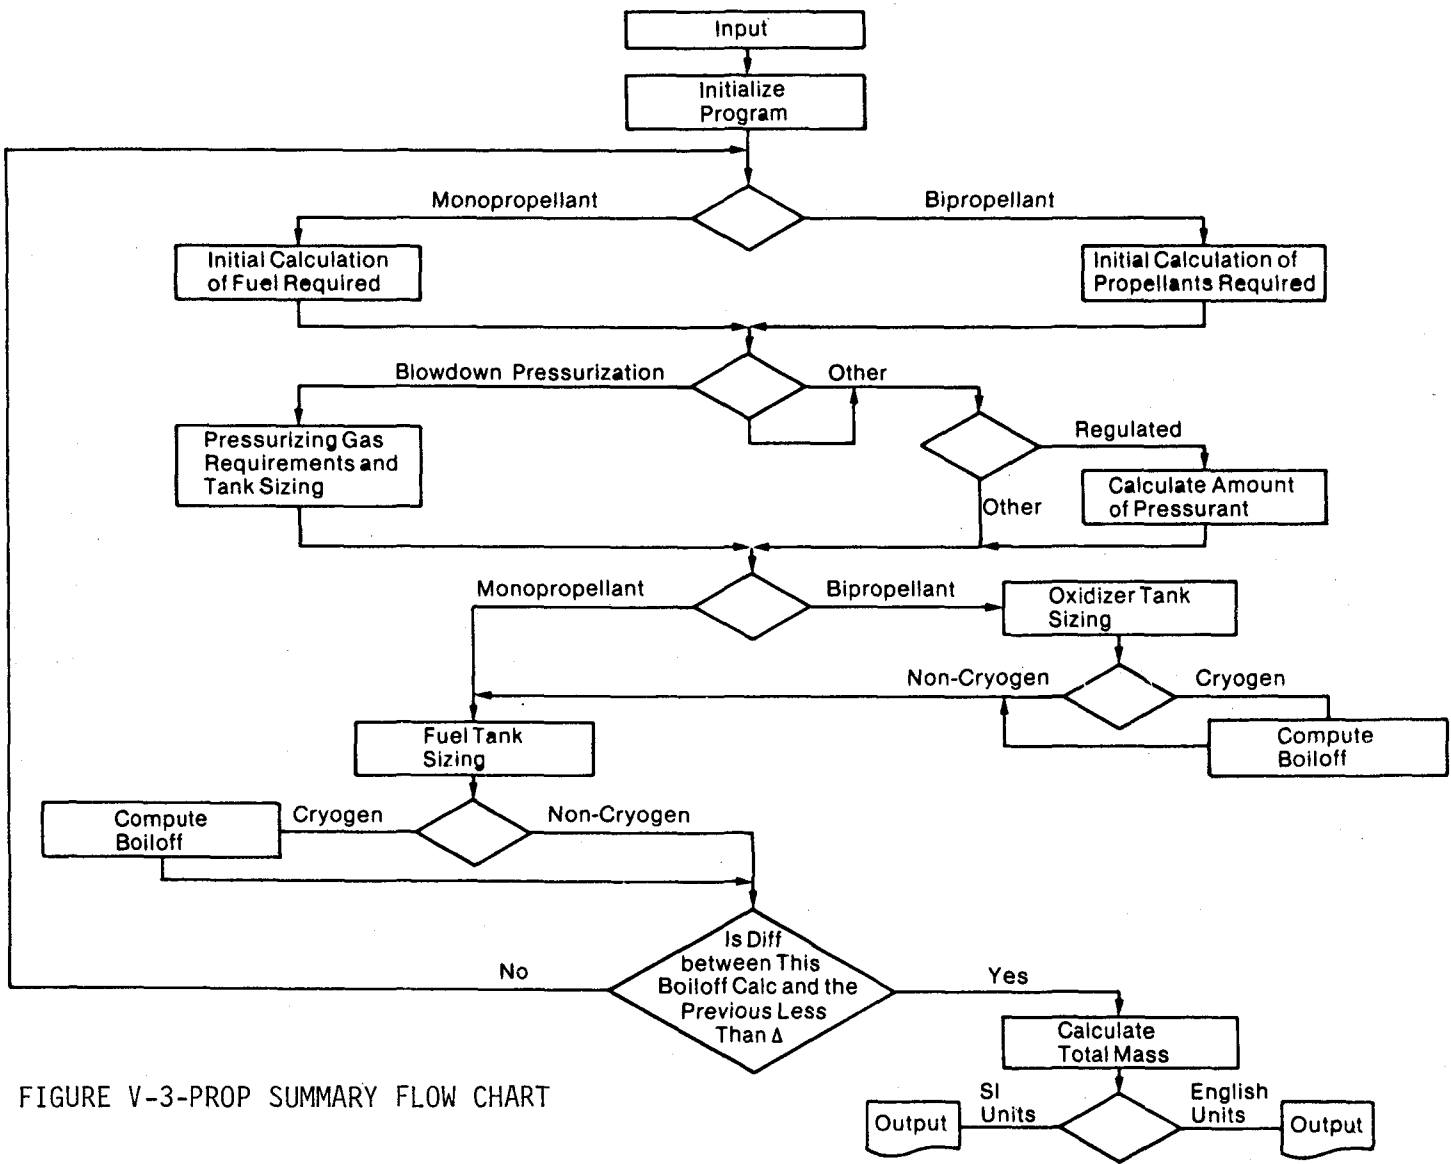 Input
Initialize
Program
Monopropellant
Bipropellant
Initial Calculation
of Fuel Required
Initial Calculation of
Propellants Required
Blowdown Pressurization
Other
Pressurizing Gas
Requirements and
Tank Sizing
Regulated
Calculate Amount
of Pressurant
Other
Monopropellant
Bipropellant
Oxidizer Tank
Sizing
Non-Cryogen
Cryogen
Compute
Boiloff
Fuel Tank
Sizing
Cryogen
Non-Cryogen
Compute
Boiloff
Is Diff
between This
Boiloff Calc and the
Previous Less
Than Δ
No
Yes
Calculate
Total Mass
SI
Units
English
Units
Output
Output
FIGURE V-3-PROP SUMMARY FLOW CHART